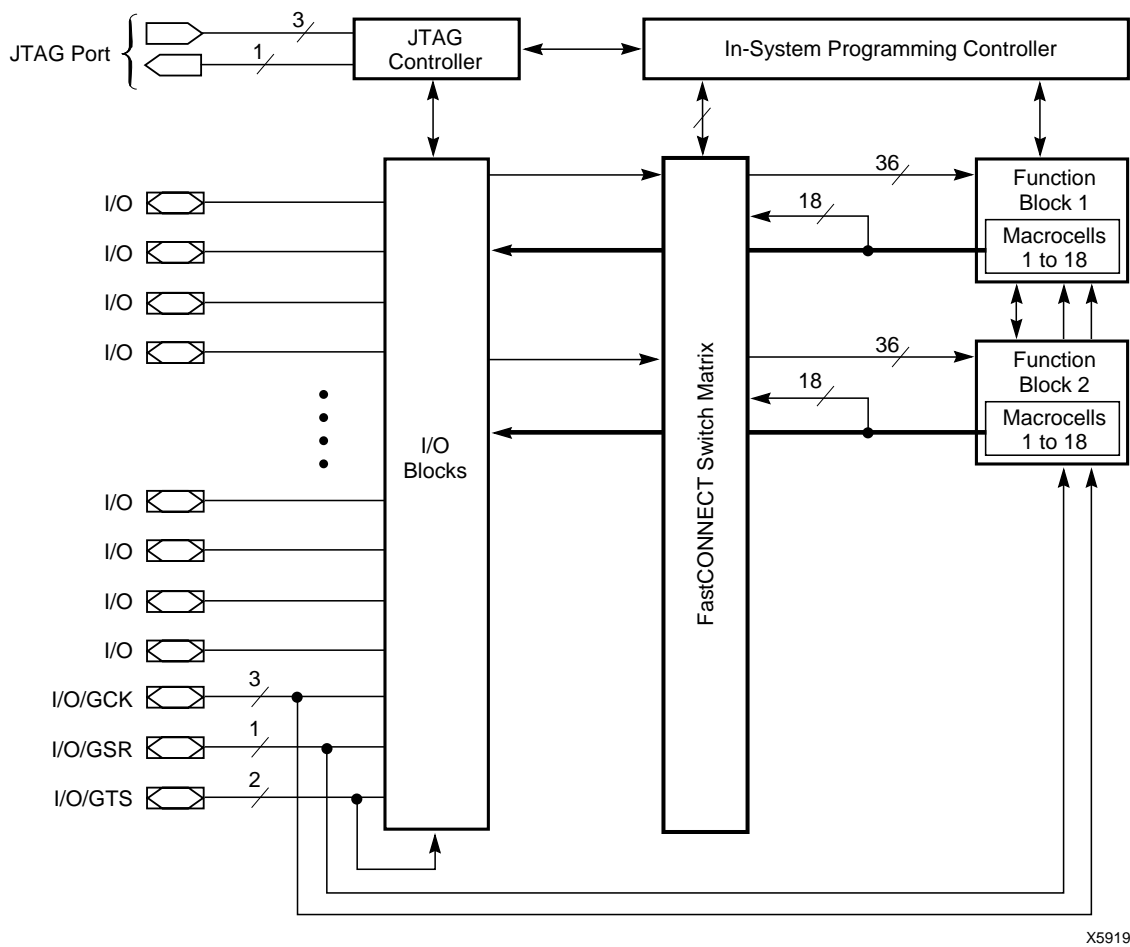 3
JTAG Port
1
JTAG
Controller
In-System Programming Controller
36
18
Function
Block 1
Macrocells
1 to 18
I/O
I/O
I/O
I/O
36
18
Function
Block 2
Macrocells
1 to 18
I/O
Blocks
FastCONNECT Switch Matrix
I/O
I/O
I/O
I/O
I/O/GCK
3
I/O/GSR
1
I/O/GTS
2
X5919